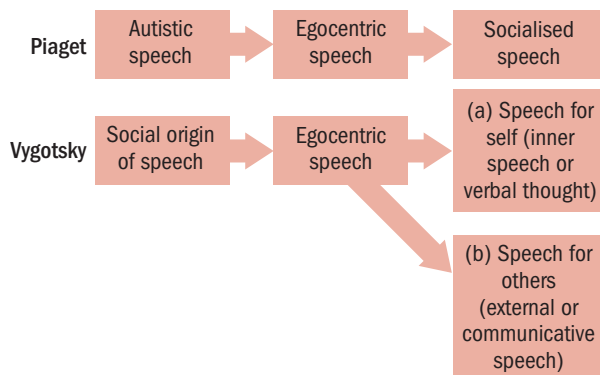 Piaget
Autistic
speech
Egocentric
speech
Socialised
speech
Vygotsky
Social origin
of speech
Egocentric
speech
(a) Speech for
self (inner
speech or
verbal thought)
(b) Speech for
others
(external or
communicative
speech)